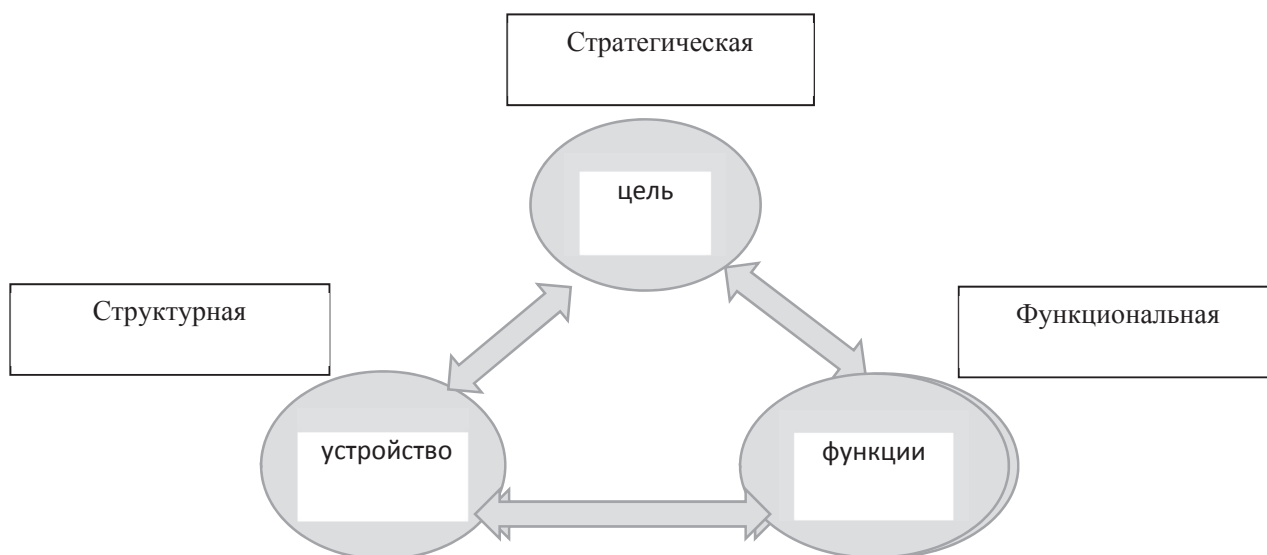 Стратегическая
цель
Структурная
Функциональная
устройство
функции